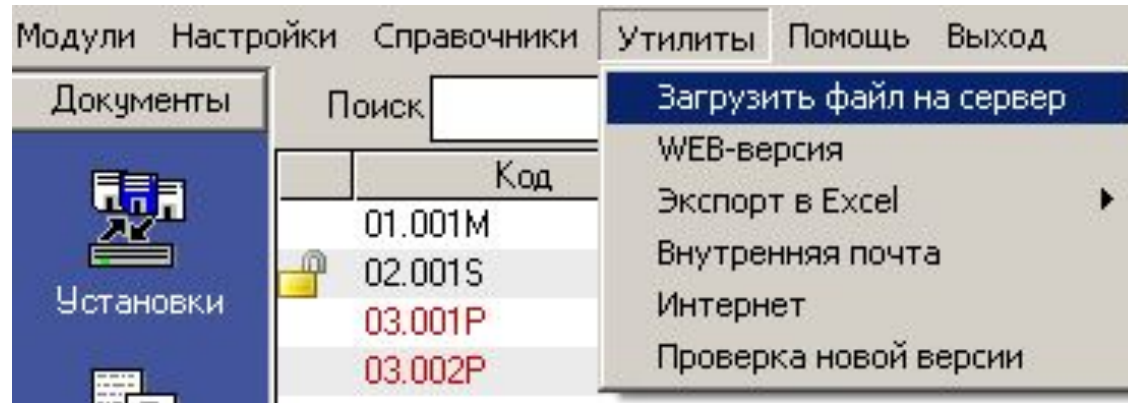 Модули Настройки Справочники Утилиты Помощь Выход
Документы
Поиск
Установки
Код
01.001M
02.001S
03.001P
03.002P
Загрузить файл на сервер
WEB-версия
Экспорт в Excel
Внутренняя почта
Интернет
Проверка новой версии